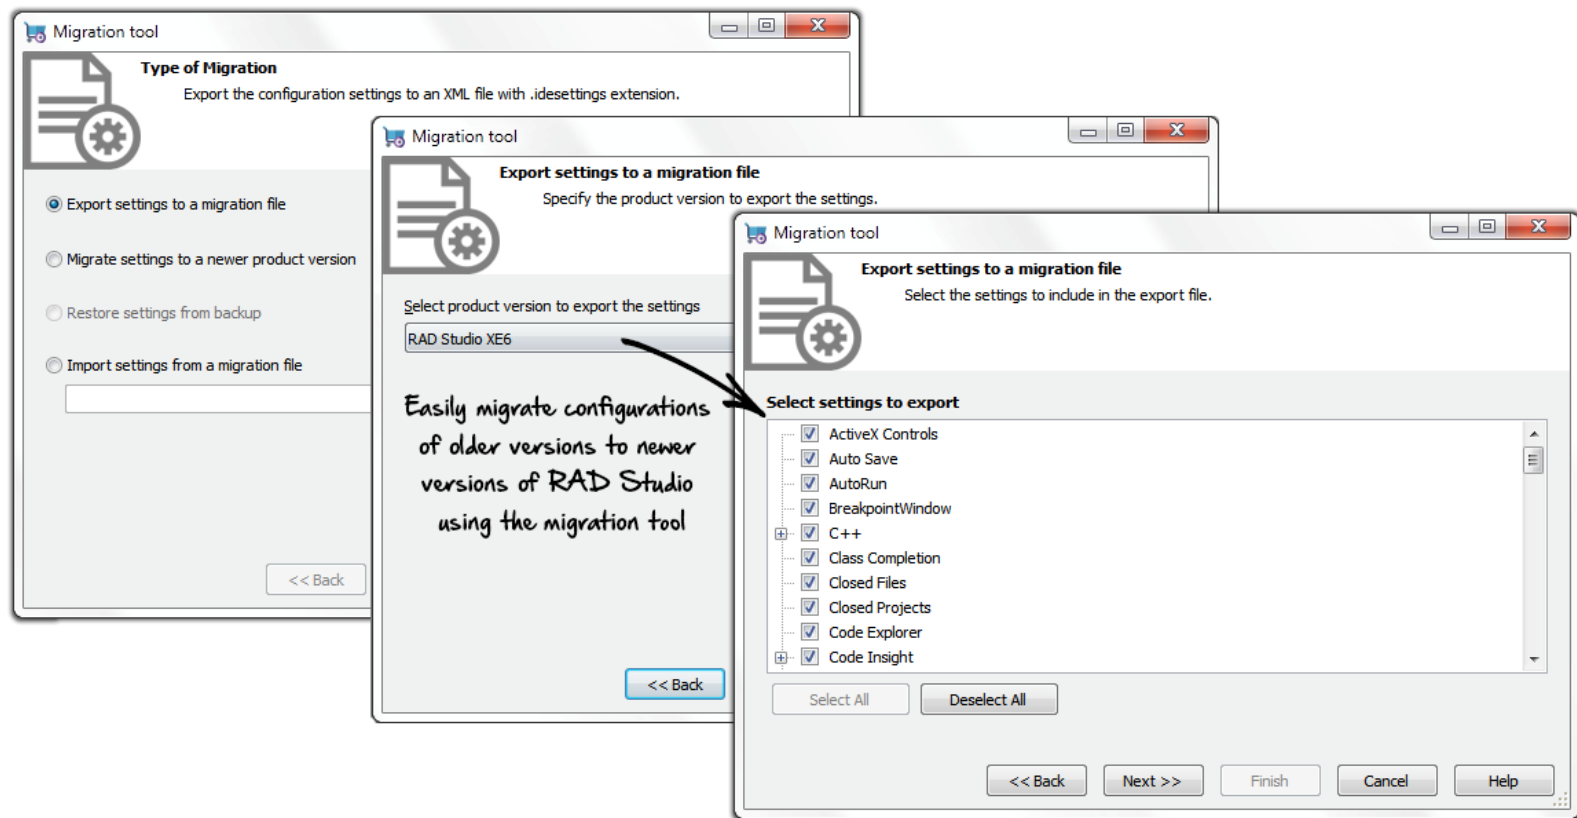 Migration tool
Type of Migration
Export the configuration settings to an XML file with .idesettings extension.
Export settings to a migration file
Migrate settings to a newer product version
Restore settings from backup
Import settings from a migration file
<< Back
Migration tool
Export settings to a migration file
Specify the product version to export the settings.
Select product version to export the settings
RAD Studio XE6
Easily migrate configurations
of older versions to newer
versions of RAD Studio
using the migration tool
<< Back
Migration tool
Export settings to a migration file
Select the settings to include in the export file.
Select settings to export
ActiveX Controls
Auto Save
AutoRun
BreakpointWindow
C++
Class Completion
Closed Files
Closed Projects
Code Explorer
Code Insight
Select All
Deselect All
<< Back
Next >>
Finish
Cancel
Help